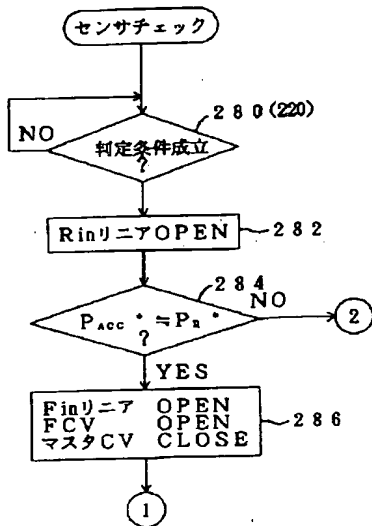 センサチェック
280(220)
NO
判定条件成立
?
Rinリニア OPEN
282
284
NO
PACC * ≒ PR *
?
2
YES
Finリニア OPEN
FCV OPEN
マスタCV CLOSE
286
1